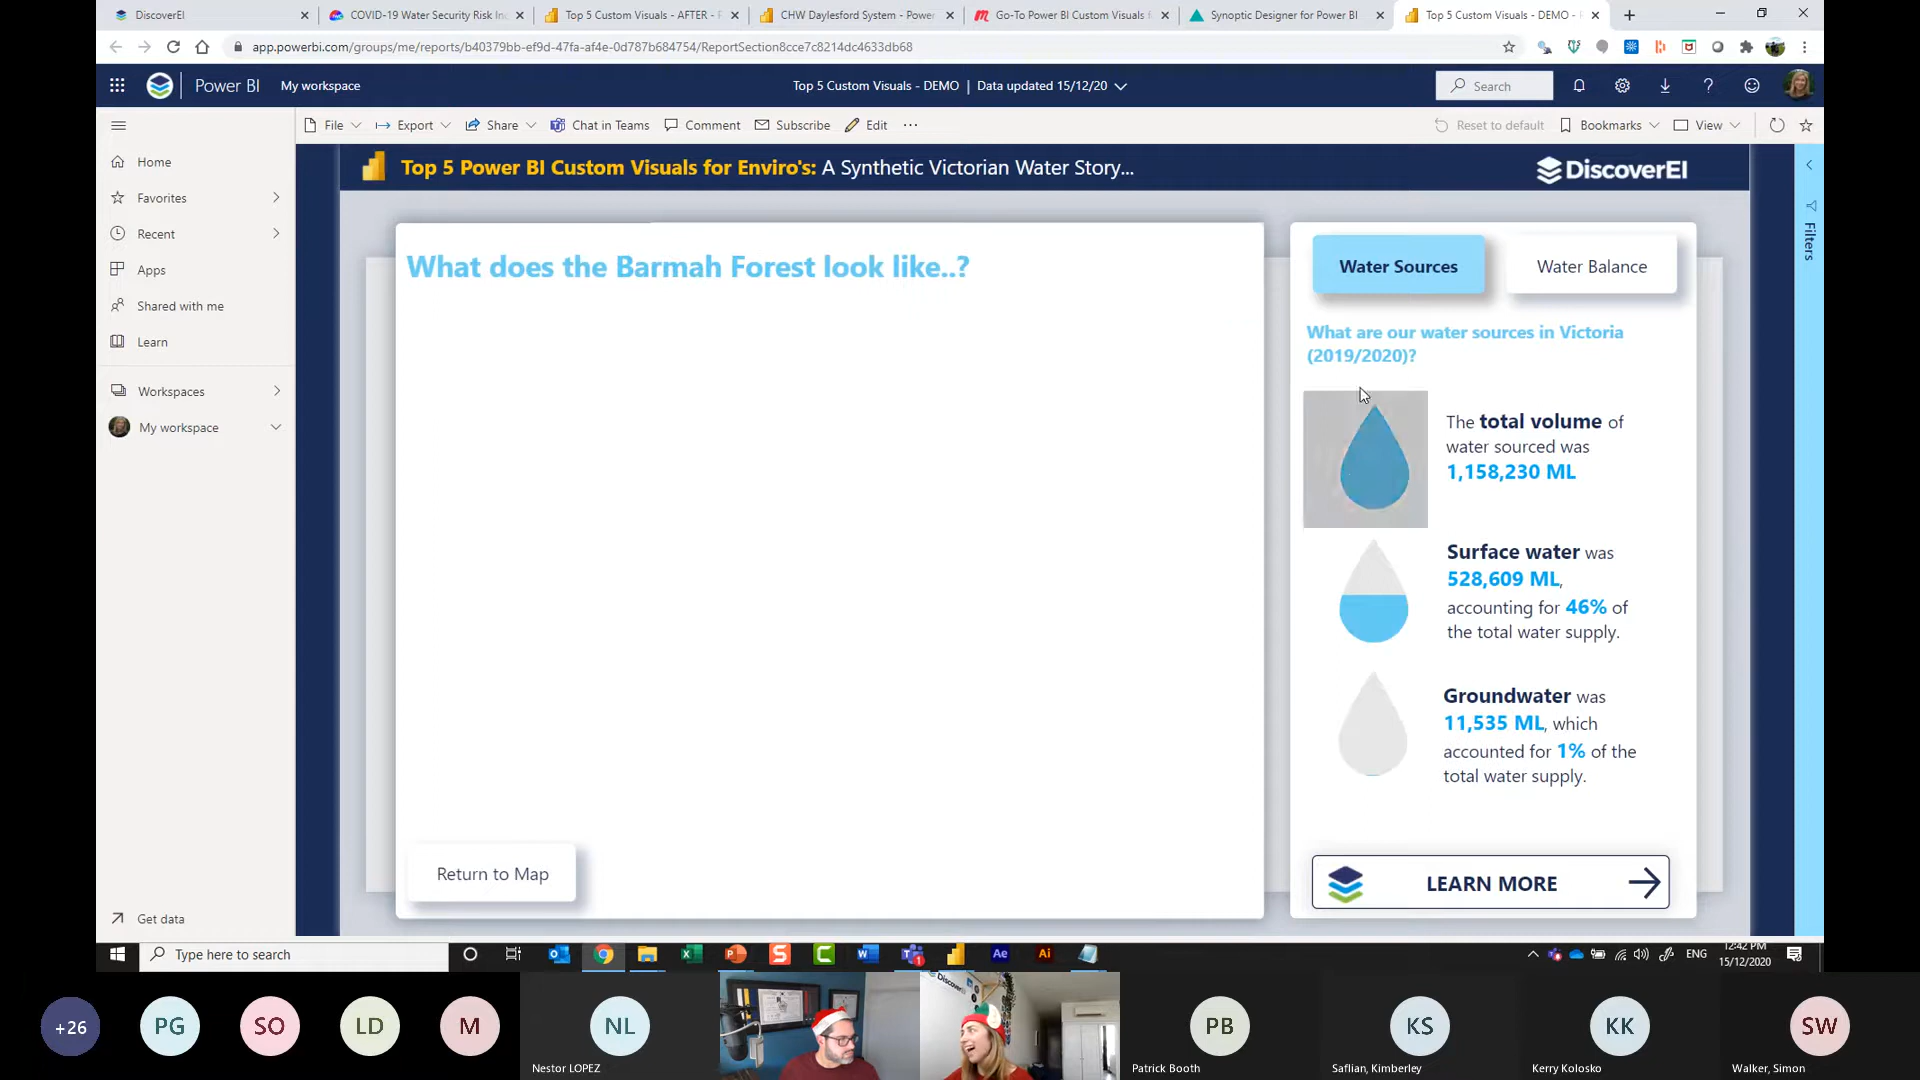 DiscoverEI
COVID-19 Water Security Risk In
Top 5 Custom Visuals - AFTER - P
CHW Daylesford System - Power
Go-To Power BI Custom Visuals f
Synoptic Designer for Power BI
Top 5 Custom Visuals - DEMO -
app.powerbi.com/groups/me/reports/b40379bb-ef9d-47fa-af4e-0d787b684754/ReportSection8cce7c8214dc4633db68
Power BI My workspace
Top 5 Custom Visuals - DEMO | Data updated 15/12/20
Search
File Export Share Chat in Teams Comment Subscribe Edit ...
Reset to default Bookmarks View
Home
Favorites
Recent
Apps
Shared with me
Learn
Workspaces
My workspace
Get data
Top 5 Power BI Custom Visuals for Enviro's: A Synthetic Victorian Water Story...
DiscoverEI
Filters
What does the Barmah Forest look like..?
Return to Map
Water Sources Water Balance
What are our water sources in Victoria
(2019/2020)?
The total volume of
water sourced was
1,158,230 ML
Surface water was
528,609 ML,
accounting for 46% of
the total water supply.
Groundwater was
11,535 ML, which
accounted for 1% of the
total water supply.
LEARN MORE
Type here to search
Ae Ai
ENG
12:42 PM
15/12/2020
+26 PG SO LD M NL PB KS KK SW
DiscoverEI
Nestor LOPEZ
Patrick Booth
Saflian, Kimberley
Kerry Kolosko
Walker, Simon